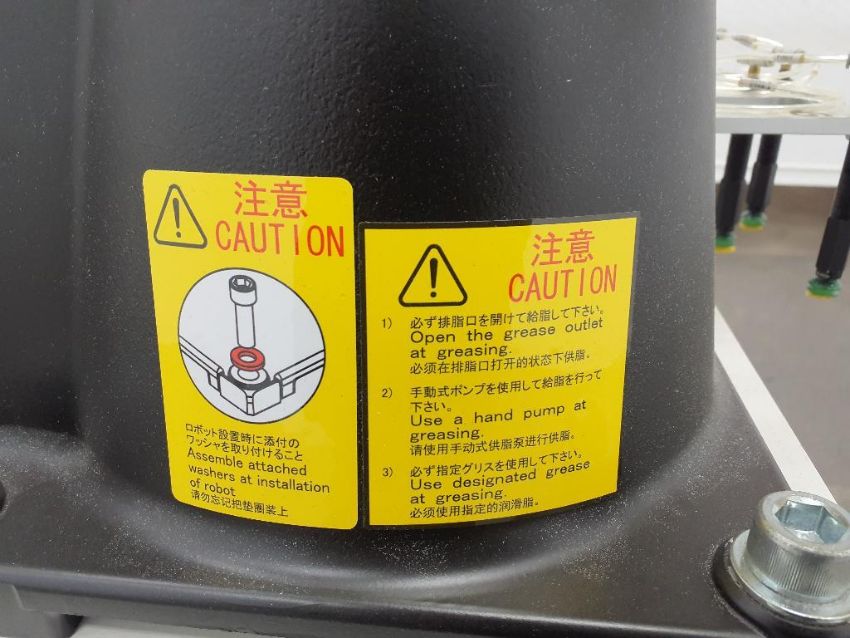 注意
CAUTION
ロボット設置時に添付の
ワッシャを取り付けること
Assemble attached
washers at installation
of robot
请勿忘记把垫圈装上
注意
CAUTION
1) 必ず排脂口を開けて給脂して下さい。
Open the grease outlet
at greasing.
必须在排脂口打开的状态下供脂。
2) 手動式ポンプを使用して給脂を行って
下さい。
Use a hand pump at
greasing.
请使用手动式供脂泵进行供脂。
3) 必ず指定グリスを使用して下さい。
Use designated grease
at greasing.
必须使用指定的润滑脂。